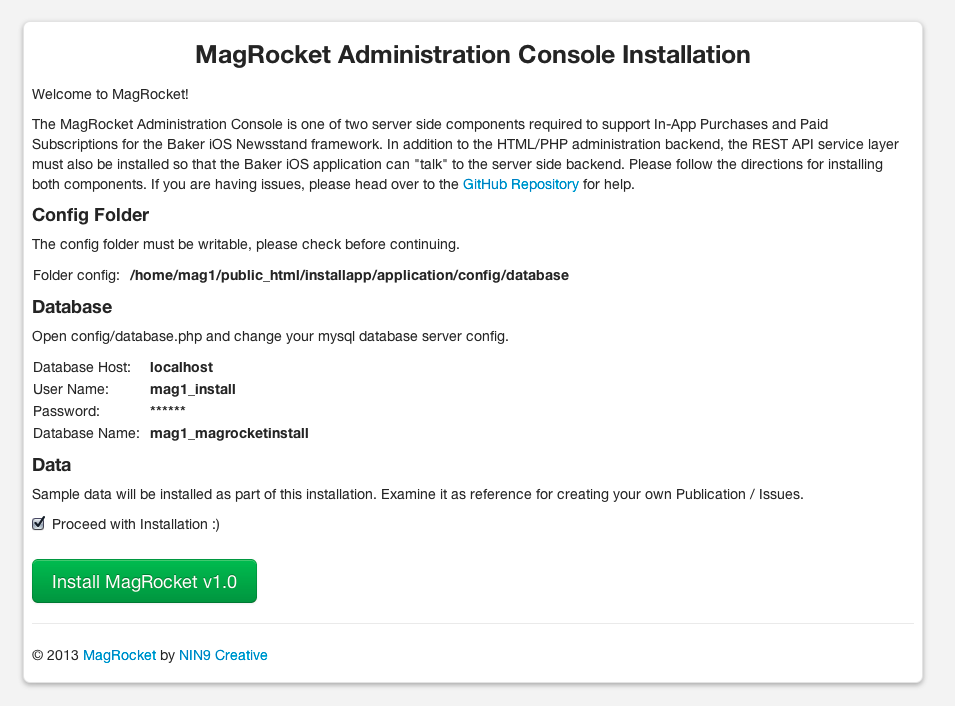 MagRocket Administration Console Installation
Welcome to MagRocket!
The MagRocket Administration Console is one of two server side components required to support In-App Purchases and Paid
Subscriptions for the Baker iOS Newsstand framework. In addition to the HTML/PHP administration backend, the REST API service layer
must also be installed so that the Baker iOS application can "talk" to the server side backend. Please follow the directions for installing
both components. If you are having issues, please head over to the GitHub Repository for help.
Config Folder
The config folder must be writable, please check before continuing.
Folder config: /home/mag1/public_html/installapp/application/config/database
Database
Open config/database.php and change your mysql database server config.
Database Host: localhost
User Name: mag1_install
Password: ******
Database Name: mag1_magrocketinstall
Data
Sample data will be installed as part of this installation. Examine it as reference for creating your own Publication / Issues.
Proceed with Installation :)
Install MagRocket v1.0
© 2013 MagRocket by NIN9 Creative